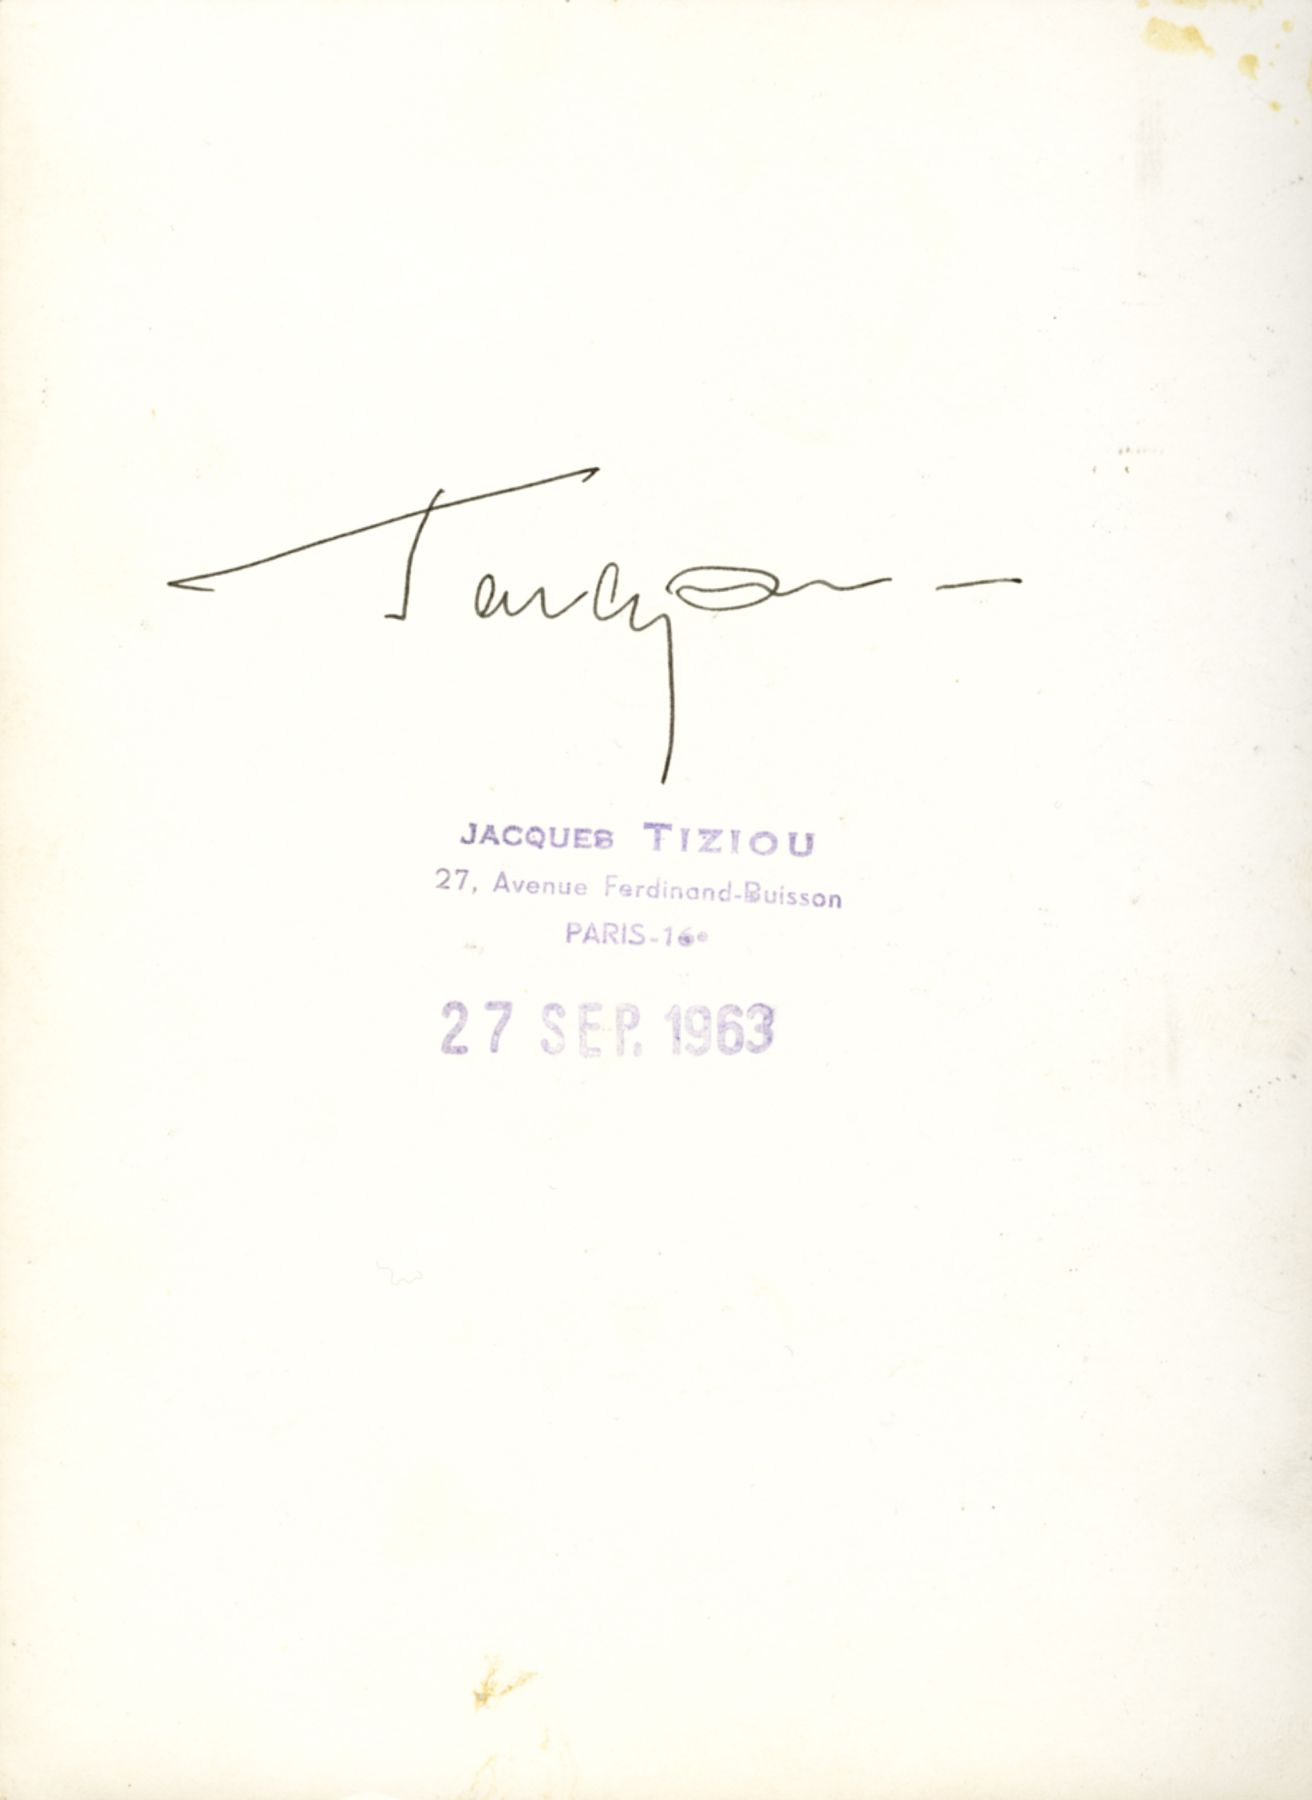 JACQUES TIZIOU
27, Avenue Ferdinand-Buisson
PARIS-16e
27 SEP. 1963